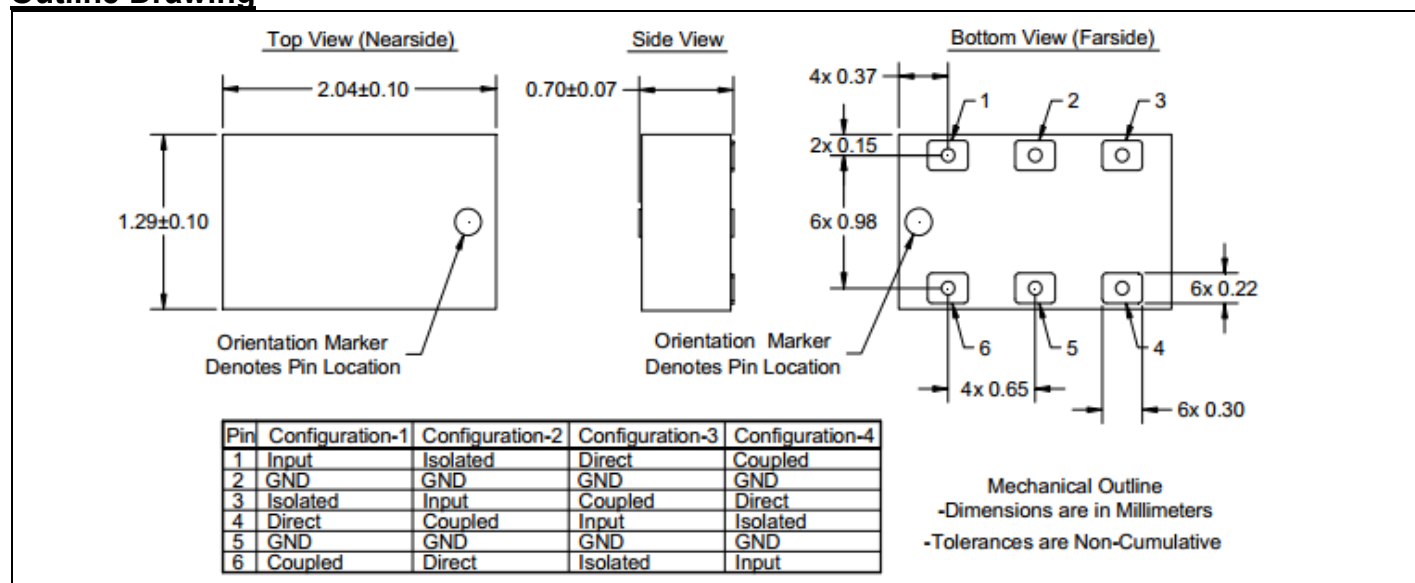 Outline Drawing
Top View (Nearside)
Side View
Bottom View (Farside)
2.04±0.10
0.70±0.07
4x 0.37
1
2
3
2x 0.15
1.29±0.10
6x 0.98
6x 0.22
Orientation Marker
Denotes Pin Location
Orientation Marker
Denotes Pin Location
6
5
4
4x 0.65
6x 0.30
Pin Configuration-1 Configuration-2 Configuration-3 Configuration-4
1 Input Isolated Direct Coupled
2 GND GND GND GND
3 Isolated Input Coupled Direct
4 Direct Coupled Input Isolated
5 GND GND GND GND
6 Coupled Direct Isolated Input
Mechanical Outline
-Dimensions are in Millimeters
-Tolerances are Non-Cumulative